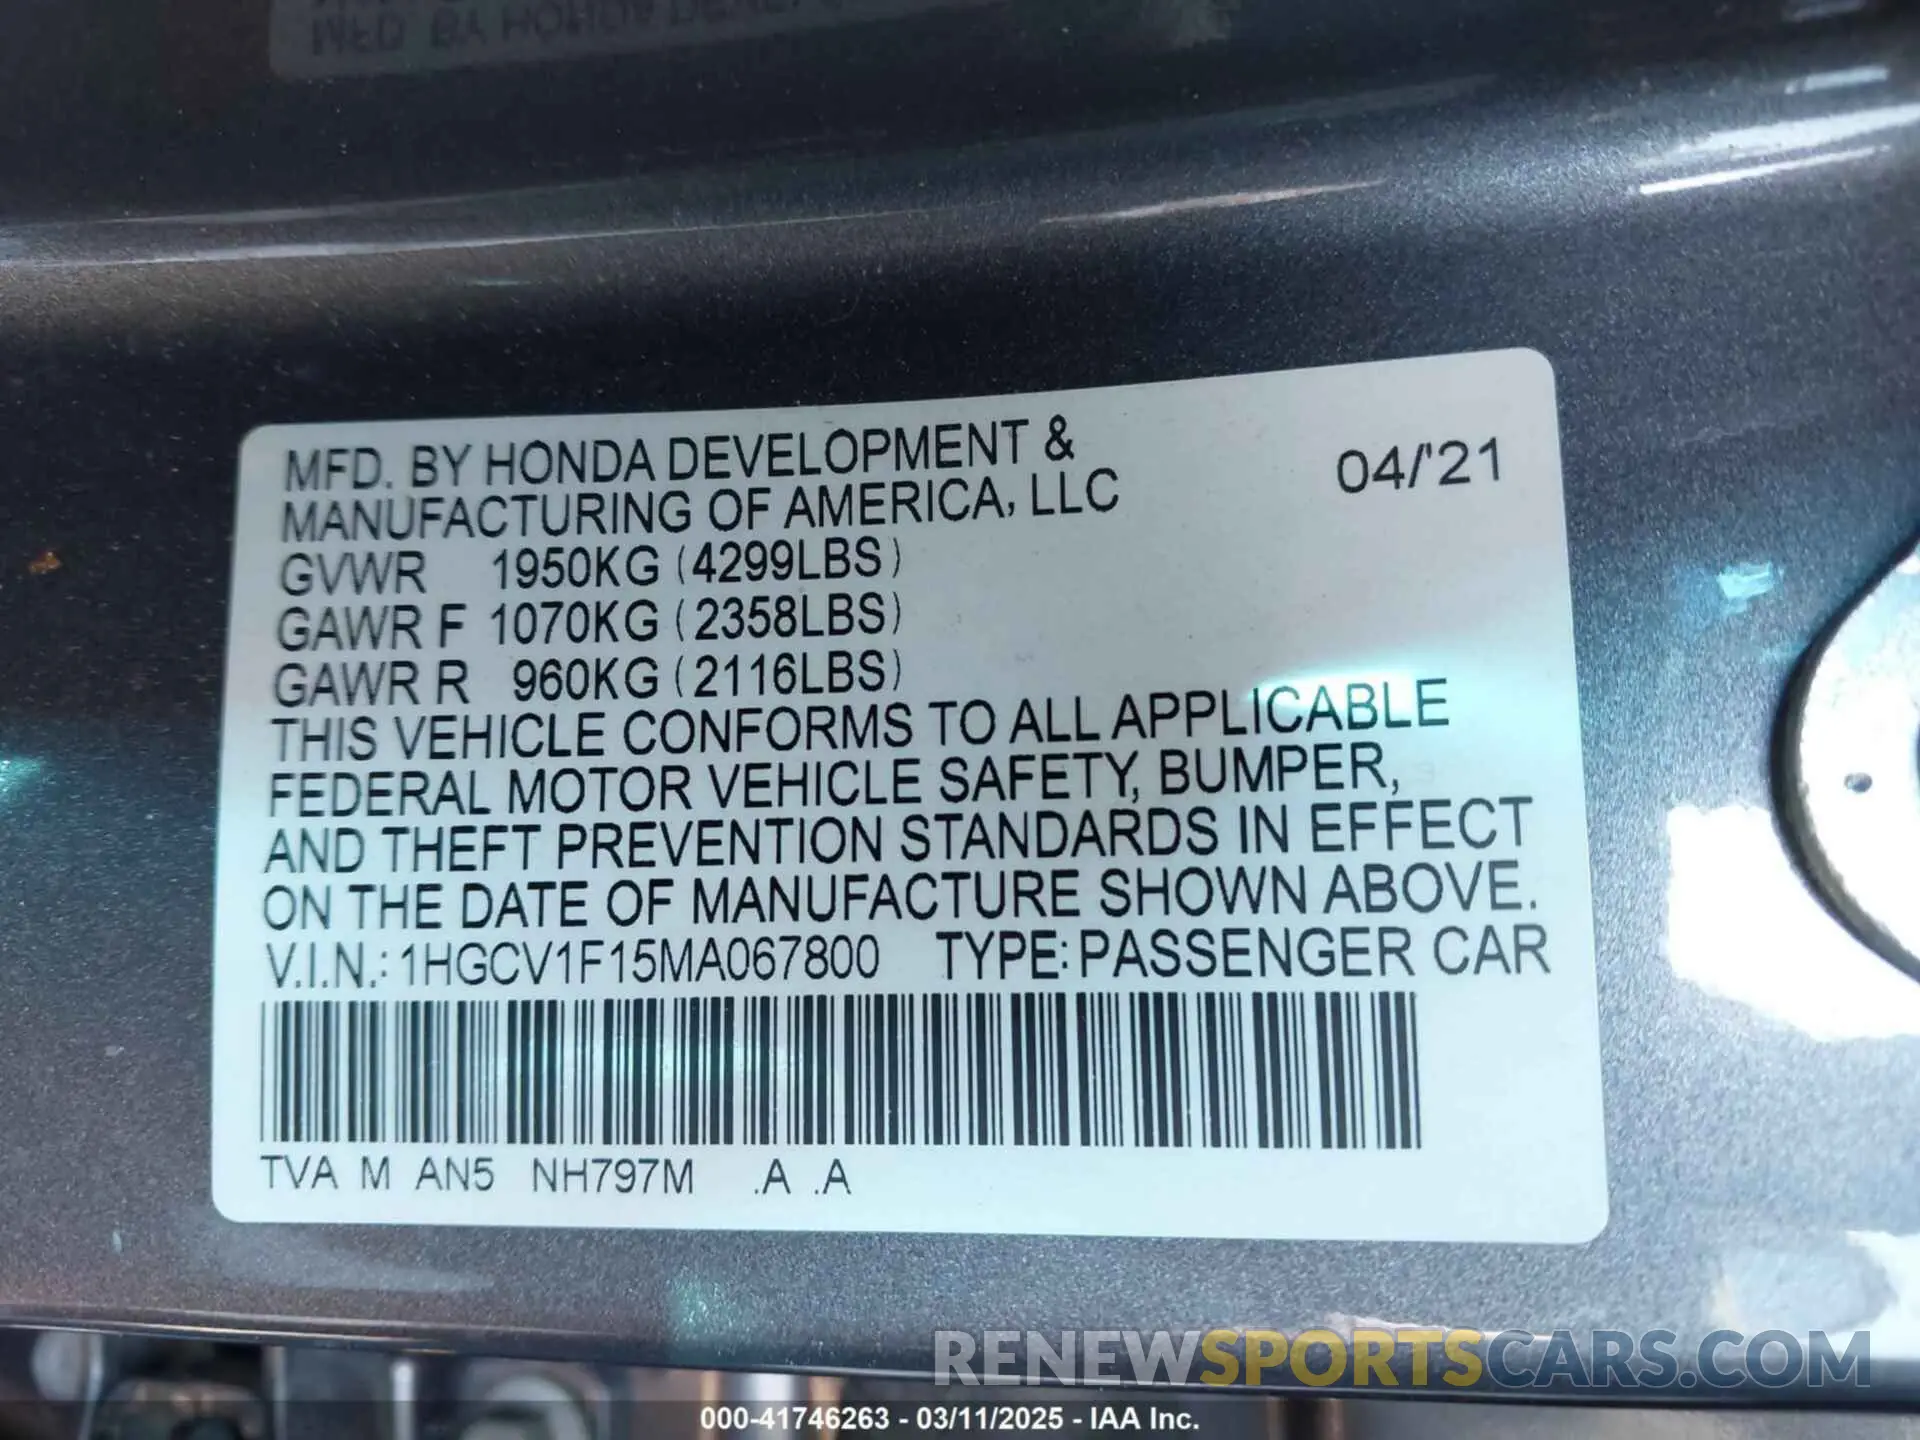 MFD. BY HONDA DEVELOPMENT &
MANUFACTURING OF AMERICA, LLC
04/'21
GVWR 1950KG (4299LBS)
GAWR F 1070KG (2358LBS)
GAWR R 960KG (2116LBS)
THIS VEHICLE CONFORMS TO ALL APPLICABLE
FEDERAL MOTOR VEHICLE SAFETY, BUMPER,
AND THEFT PREVENTION STANDARDS IN EFFECT
ON THE DATE OF MANUFACTURE SHOWN ABOVE.
V.I.N.: 1HGCV1F15MA067800 TYPE: PASSENGER CAR
TVA M AN5 NH797M .A .A
RENEWSPORTSCARS.COM
000-41746263 - 03/11/2025 - IAA Inc.